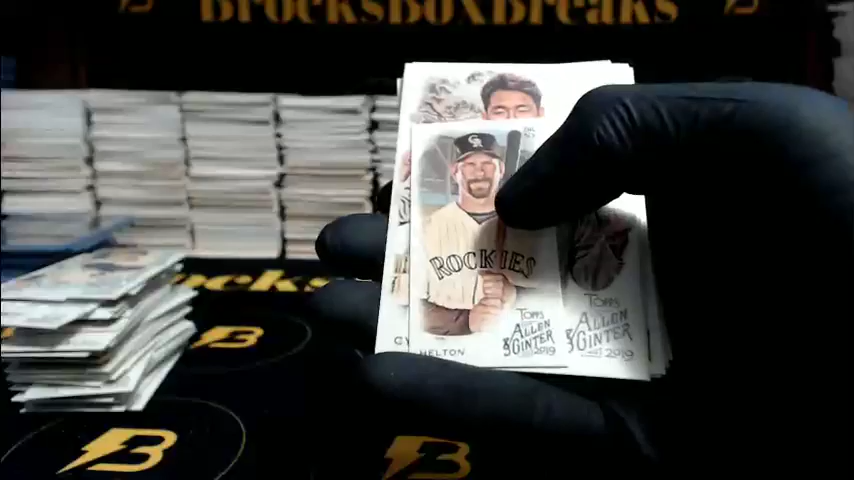 BrocksBoxBreaks
ROCKIES
HELTON
TOPPS
ALLEN
& GINTER
2019
TOPPS
ALLEN
& GINTER
2019
B
B
B